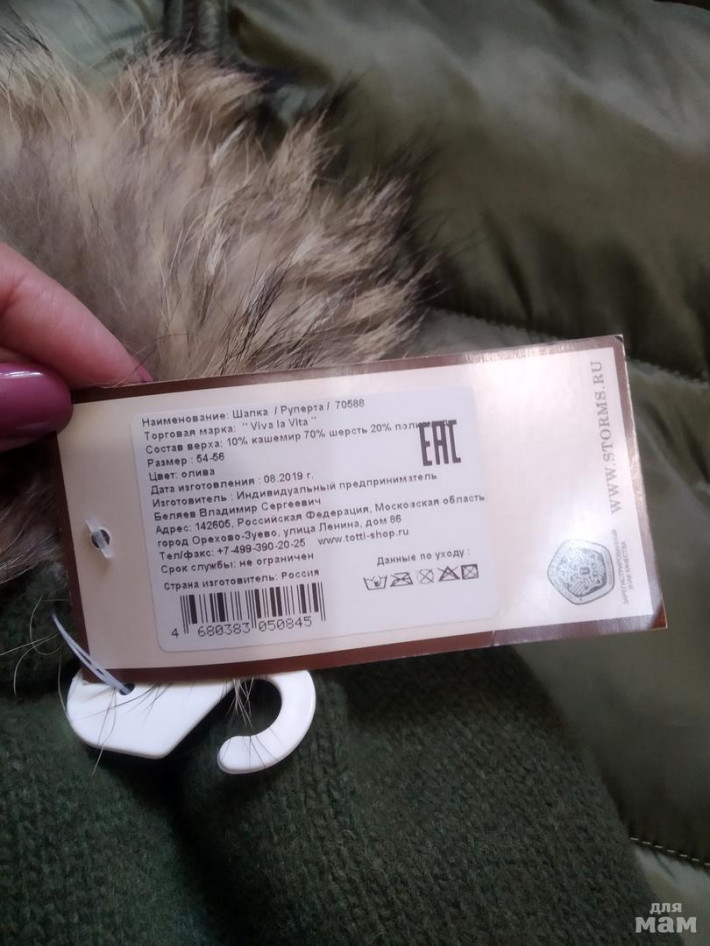 Наименование: Шапка / Руперта / 70588
Торговая марка: "Viva la Vita"
Состав верха: 10% кашемир 70% шерсть 20%
Размер : 54-56
Цвет: олива
Дата изготовления : 08.2019 г.
Изготовитель : Индивидуальный предприниматель
Беляев Владимир Сергеевич
Адрес: 142605, Российская Федерация, Московская область
город Орехово-Зуево, улица Ленина, дом 86
Тел/факс: +7-499-390-20-25 www.totti-shop.ru
Срок службы: не ограничен
Страна изготовитель: Россия
Данные по уходу :
4 680383 050845
EAC
WWW.STORMS.RU
ЗАРЕГИСТРИРОВАННЫЙ
ЗНАК КАЧЕСТВА
для
мам